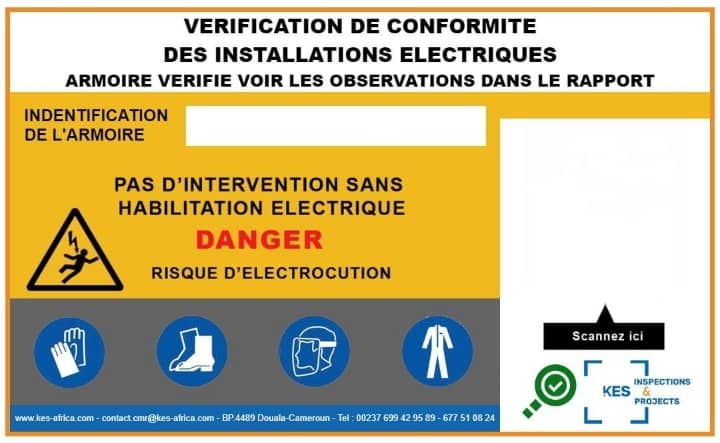 VERIFICATION DE CONFORMITE
DES INSTALLATIONS ELECTRIQUES
ARMOIRE VERIFIE VOIR LES OBSERVATIONS DANS LE RAPPORT
INDENTIFICATION
DE L'ARMOIRE
PAS D’INTERVENTION SANS
HABILITATION ELECTRIQUE
DANGER
RISQUE D’ELECTROCUTION
Scannez ici
KES INSPECTIONS
&
PROJECTS
www.kes-africa.com - contact.cmr@kes-africa.com - BP.4489 Douala-Cameroun - Tel : 00237 699 42 95 89 - 677 51 08 24